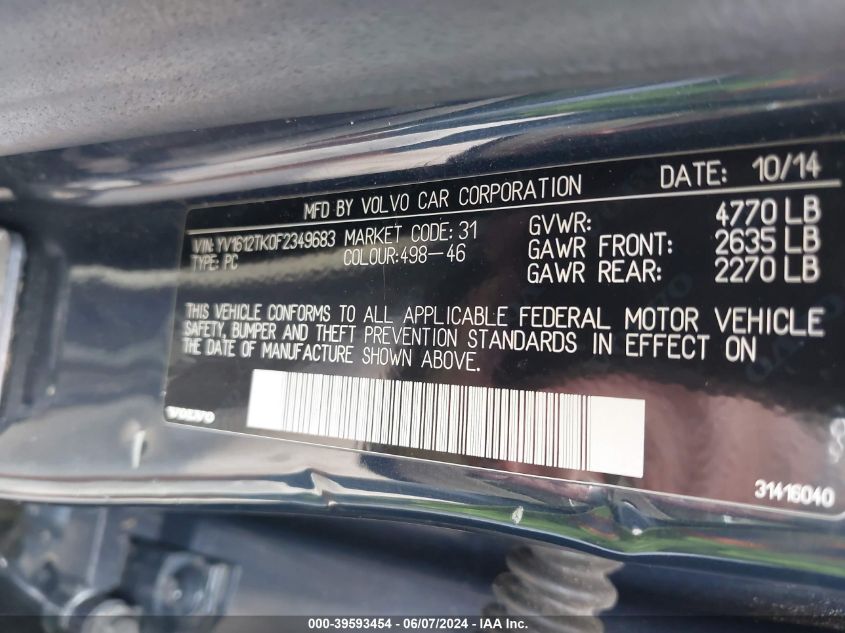 MFD BY VOLVO CAR CORPORATION DATE: 10/14
VIN: YV1612TK0F2349683 MARKET CODE: 31 GVWR: 4770 LB
TYPE: PC COLOUR:498-46 GAWR FRONT: 2635 LB
GAWR REAR: 2270 LB
THIS VEHICLE CONFORMS TO ALL APPLICABLE FEDERAL MOTOR VEHICLE
SAFETY, BUMPER AND THEFT PREVENTION STANDARDS IN EFFECT ON
THE DATE OF MANUFACTURE SHOWN ABOVE.
VOLVO
31416040
000-39593454 : 06/07/2024 - IAA Inc.